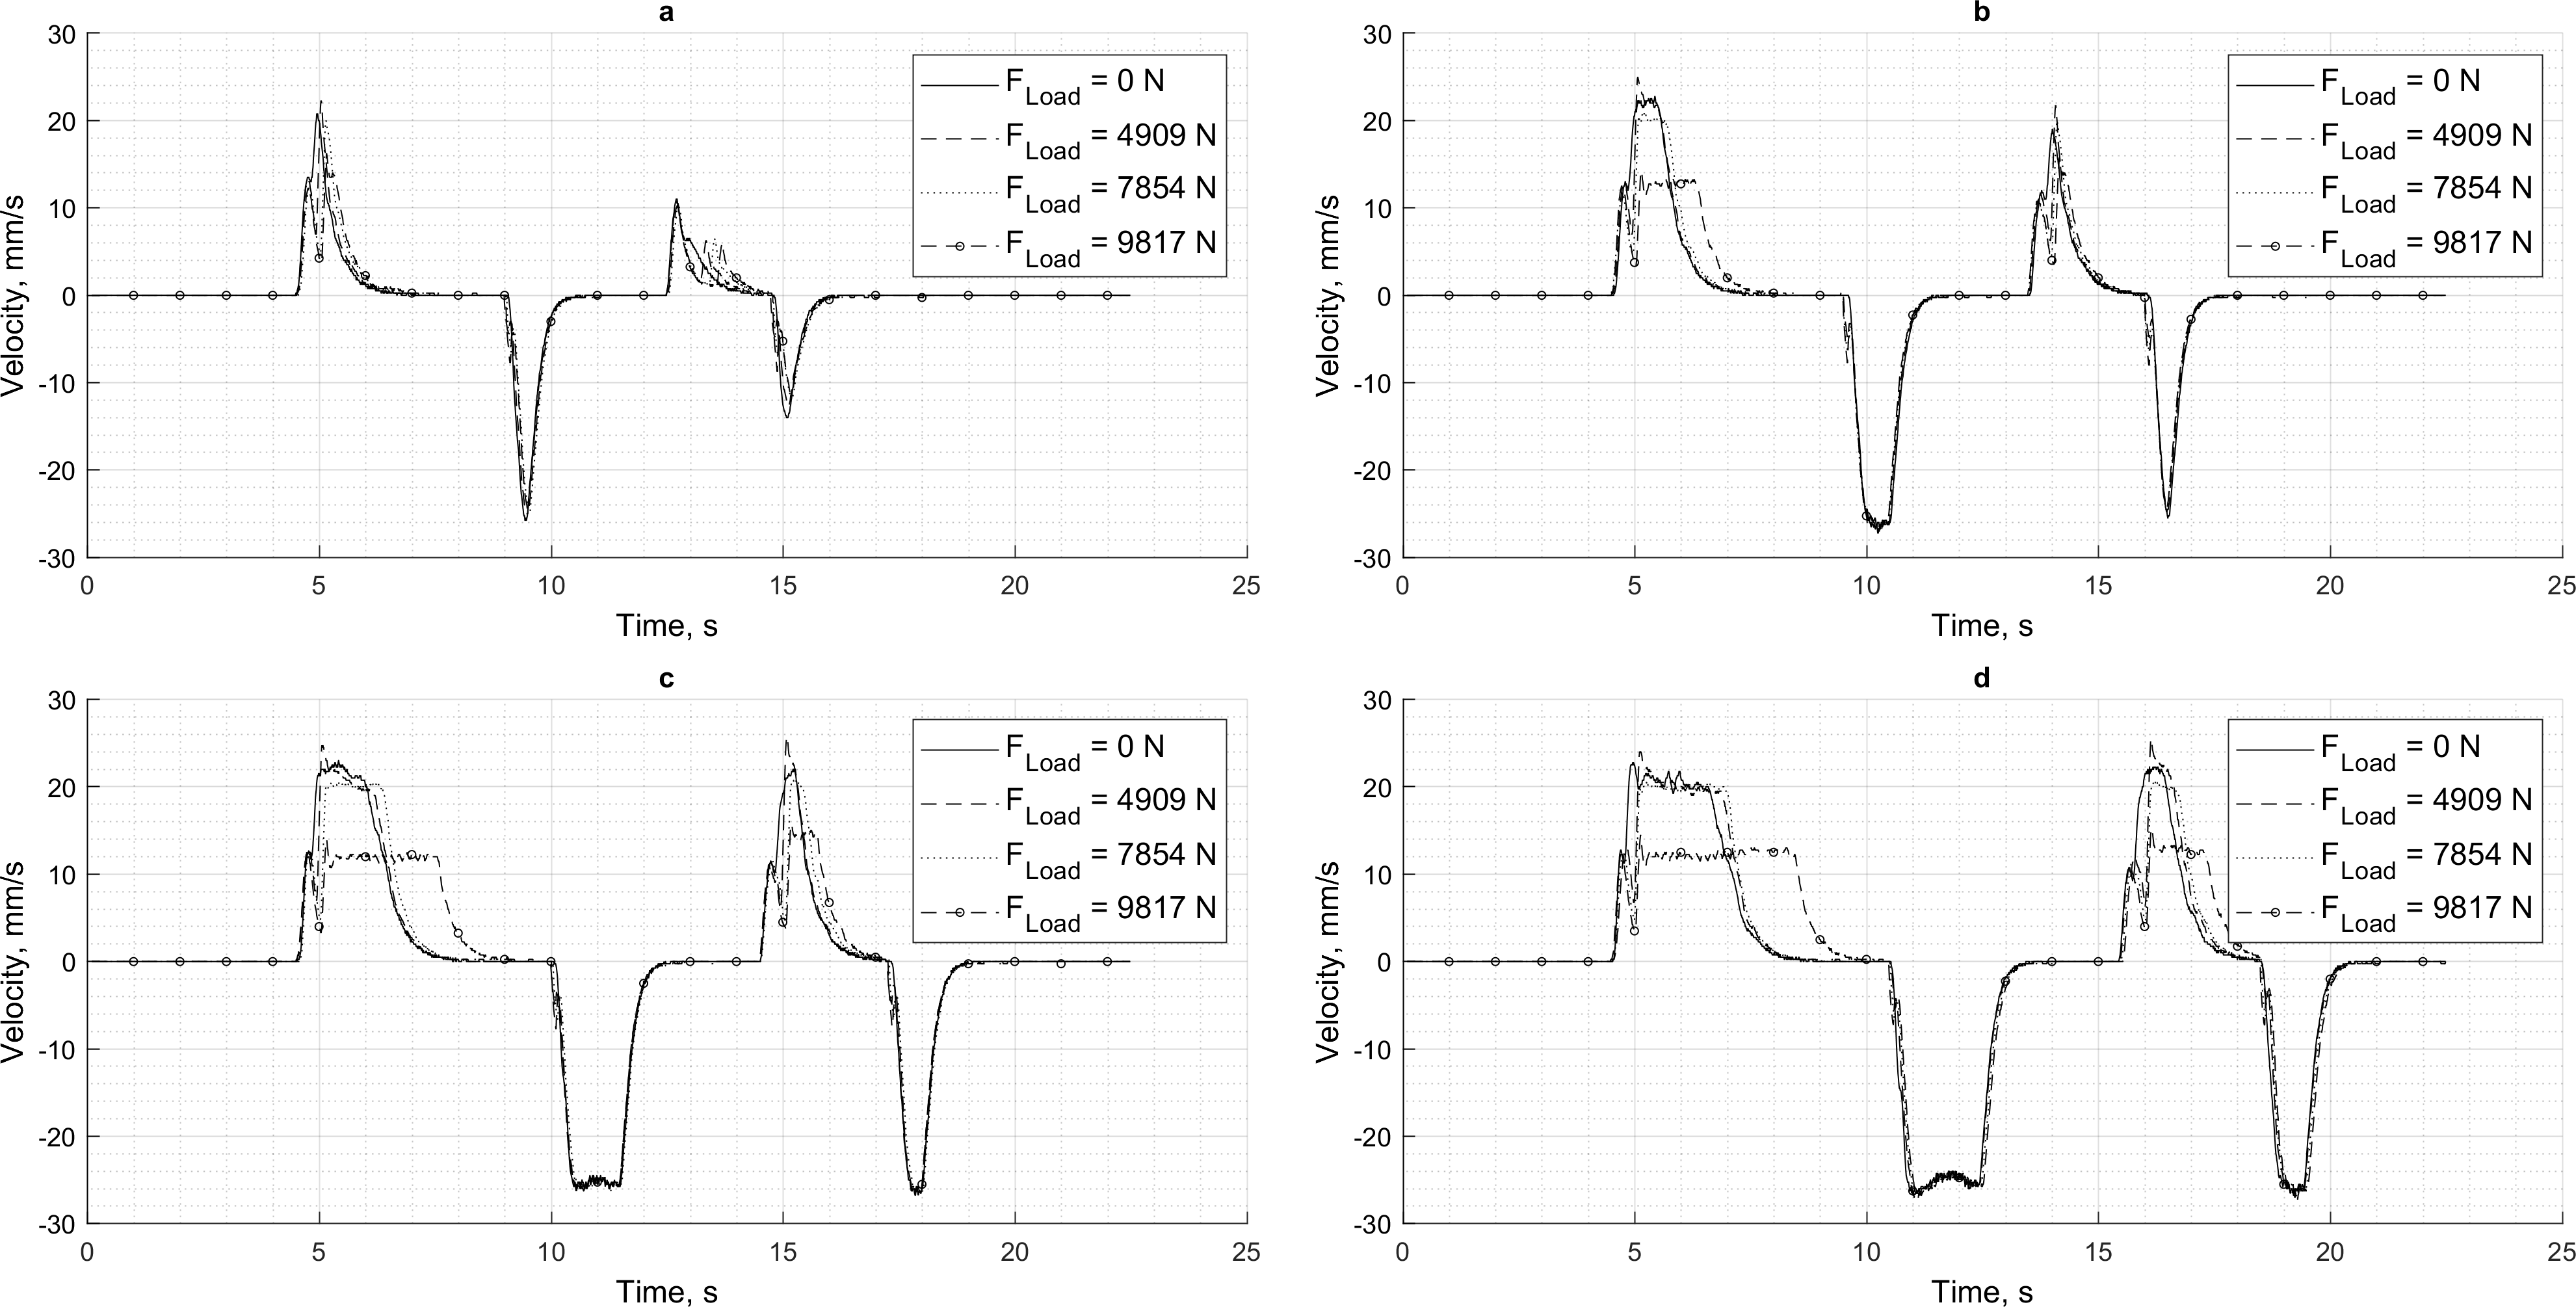 a
30
20
10
0
-10
-20
-30
Velocity, mm/s
0 5 10 15 20 25
Time, s
F_Load = 0 N
F_Load = 4909 N
F_Load = 7854 N
F_Load = 9817 N
b
30
20
10
0
-10
-20
-30
Velocity, mm/s
0 5 10 15 20 25
Time, s
F_Load = 0 N
F_Load = 4909 N
F_Load = 7854 N
F_Load = 9817 N
c
30
20
10
0
-10
-20
-30
Velocity, mm/s
0 5 10 15 20 25
Time, s
F_Load = 0 N
F_Load = 4909 N
F_Load = 7854 N
F_Load = 9817 N
d
30
20
10
0
-10
-20
-30
Velocity, mm/s
0 5 10 15 20 25
Time, s
F_Load = 0 N
F_Load = 4909 N
F_Load = 7854 N
F_Load = 9817 N